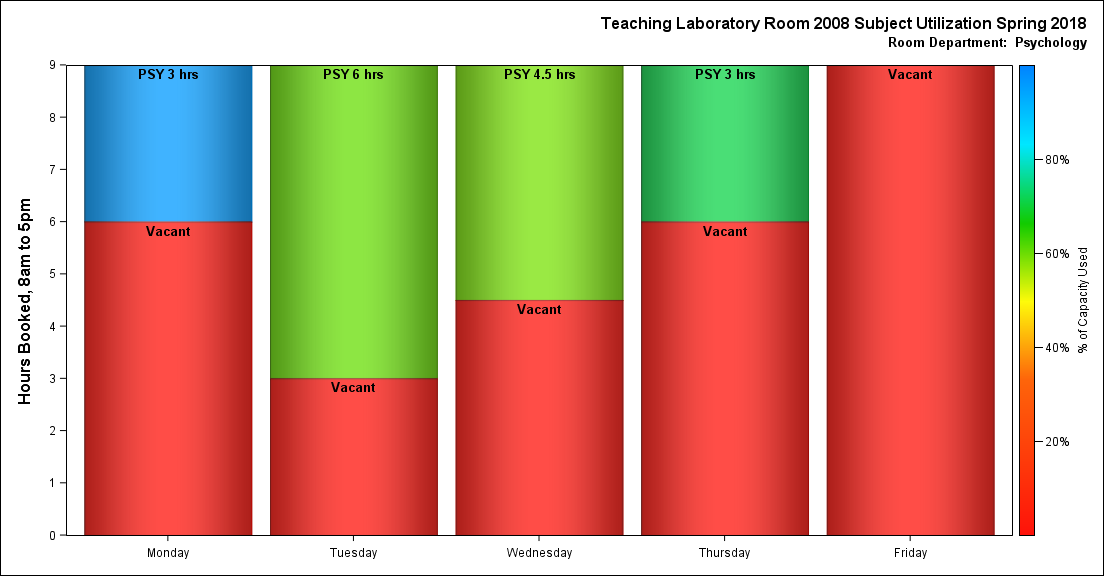 Teaching Laboratory Room 2008 Subject Utilization Spring 2018
Room Department:  Psychology
Hours Booked, 8am to 5pm
9
8
7
6
5
4
3
2
1
0
PSY 3 hrs
Vacant
PSY 6 hrs
Vacant
PSY 4.5 hrs
Vacant
PSY 3 hrs
Vacant
Vacant
Monday
Tuesday
Wednesday
Thursday
Friday
80%
60%
40%
20%
% of Capacity Used